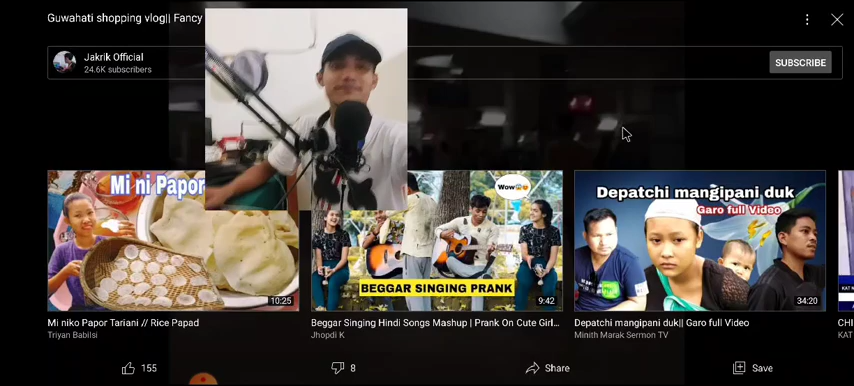 Guwahati shopping vlog|| Fancy
Jakrik Official
24.6K subscribers
SUBSCRIBE
Mi ni Papor
10:25
Wow
BEGGAR SINGING PRANK
9:42
Depatchi mangipani duk
Garo full Video
34:20
Mi niko Papor Tariani // Rice Papad
Triyan Babilsi
Beggar Singing Hindi Songs Mashup | Prank On Cute Girl...
Jhopdi K
Depatchi mangipani duk|| Garo full Video
Minith Marak Sermon TV
KAT
155
8
Share
Save